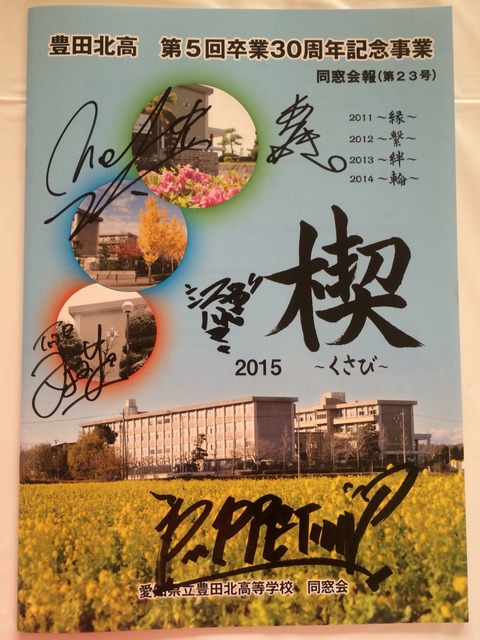 豊田北高　第５回卒業30周年記念事業
同窓会報(第２３号)
2011 ～縁～
2012 ～繋～
2013 ～絆～
2014 ～輪～
楔
2015 ～くさび～
愛知県立豊田北高等学校　同窓会